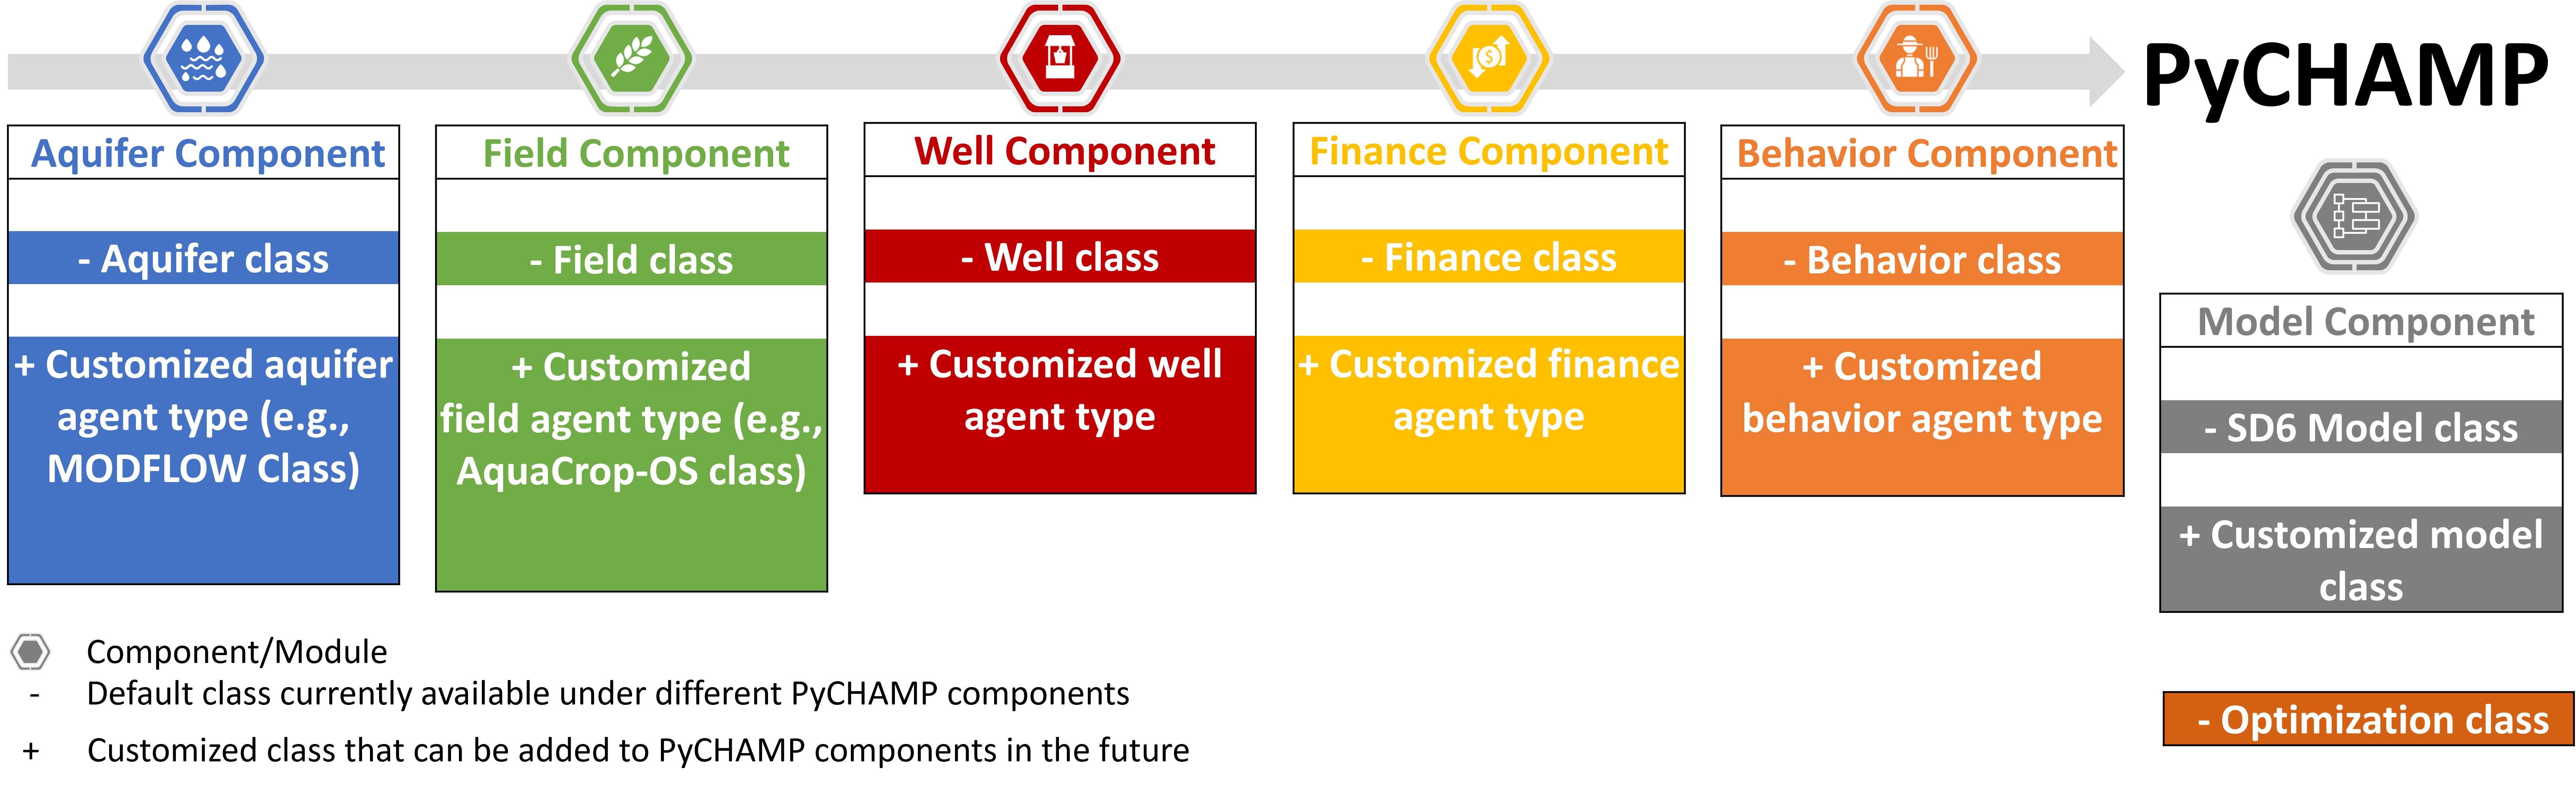 PyCHAMP
Aquifer Component
- Aquifer class
+ Customized aquifer
agent type (e.g.,
MODFLOW Class)
Field Component
- Field class
+ Customized
field agent type (e.g.,
AquaCrop-OS class)
Well Component
- Well class
+ Customized well
agent type
Finance Component
- Finance class
+ Customized finance
agent type
Behavior Component
- Behavior class
+ Customized
behavior agent type
Model Component
- SD6 Model class
+ Customized model
class
- Optimization class
Component/Module
- Default class currently available under different PyCHAMP components
+ Customized class that can be added to PyCHAMP components in the future